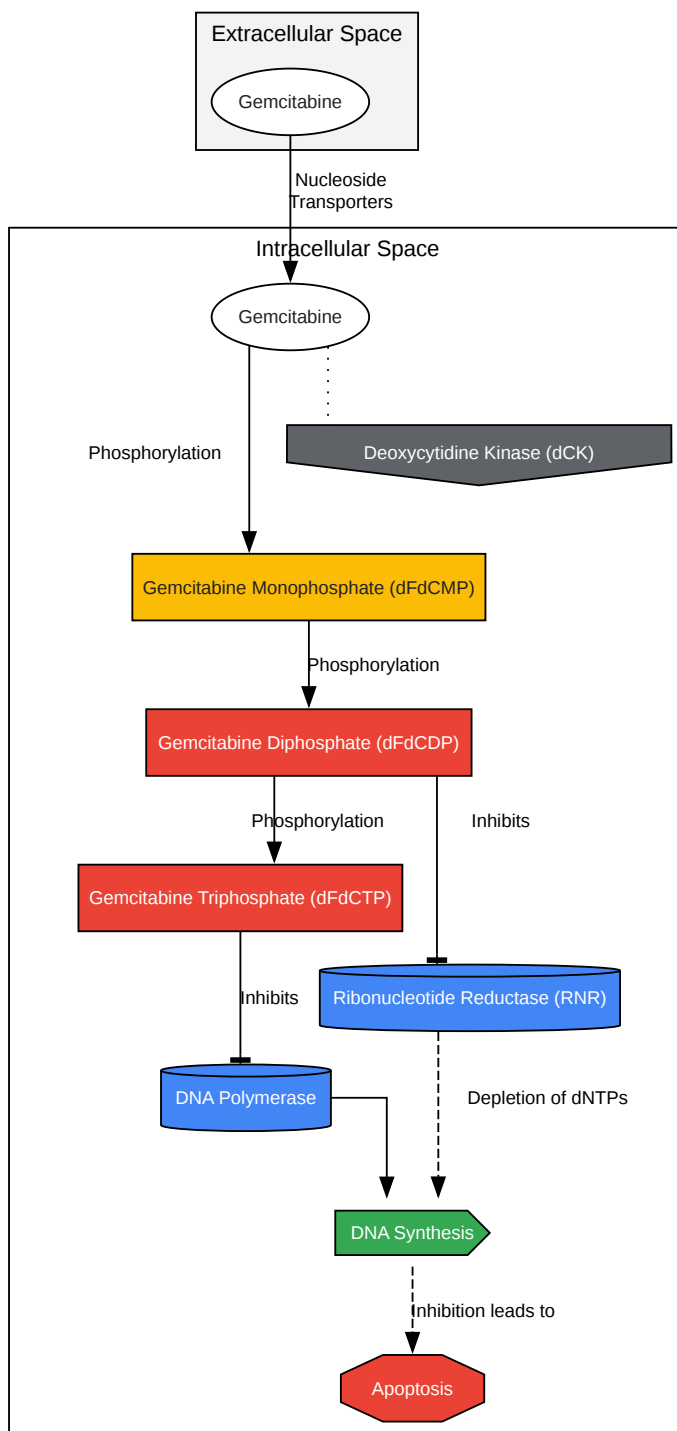 Extracellular Space
Gemcitabine
Nucleoside
Transporters
Intracellular Space
Gemcitabine
Phosphorylation
Deoxycytidine Kinase (dCK)
Gemcitabine Monophosphate (dFdCMP)
Phosphorylation
Gemcitabine Diphosphate (dFdCDP)
Phosphorylation
Inhibits
Gemcitabine Triphosphate (dFdCTP)
Inhibits
Ribonucleotide Reductase (RNR)
DNA Polymerase
Depletion of dNTPs
DNA Synthesis
Inhibition leads to
Apoptosis